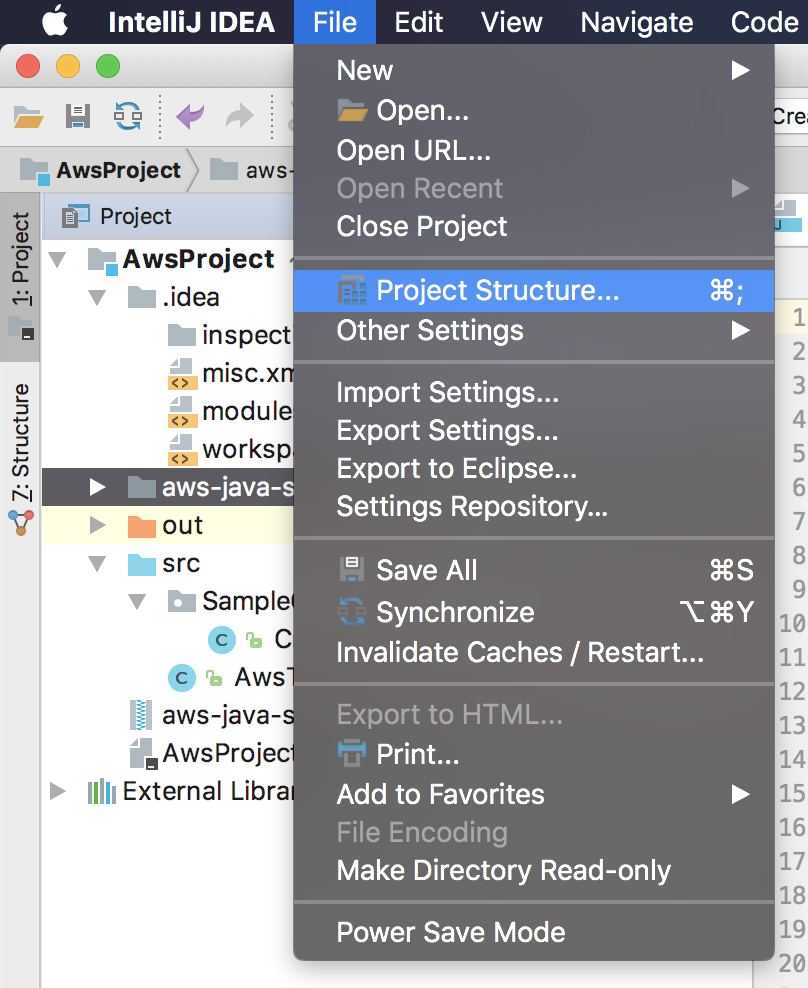 IntelliJ IDEA File Edit View Navigate Code
New
Open...
Open URL...
Open Recent
Close Project
Project Structure... ⌘;
Other Settings
Import Settings...
Export Settings...
Export to Eclipse...
Settings Repository...
Save All ⌘S
Synchronize ⌥⌘Y
Invalidate Caches / Restart...
Export to HTML...
Print...
Add to Favorites
File Encoding
Make Directory Read-only
Power Save Mode
AwsProject aws-
Project
1: Project
7: Structure
AwsProject
.idea
inspect
misc.xm
module
workspa
aws-java-s
out
src
Sample
C
C
C AwsT
aws-java-s
AwsProject
External Librar
Crea
J
1
2
3
4
5
6
7
8
9
10
11
12
13
14
15
16
17
18
19
20